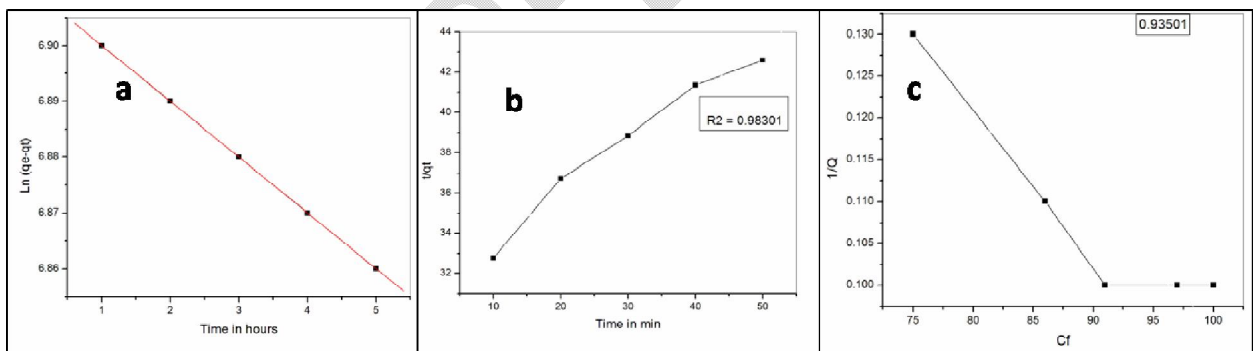 a
Ln (qe-qt)
6.90
6.89
6.88
6.87
6.86
1 2 3 4 5
Time in hours
b
t/qt
44
42
40
38
36
34
32
R2 = 0.98301
10 20 30 40 50
Time in min
c
1/Q
0.130
0.125
0.120
0.115
0.110
0.105
0.100
0.93501
75 80 85 90 95 100
Cf